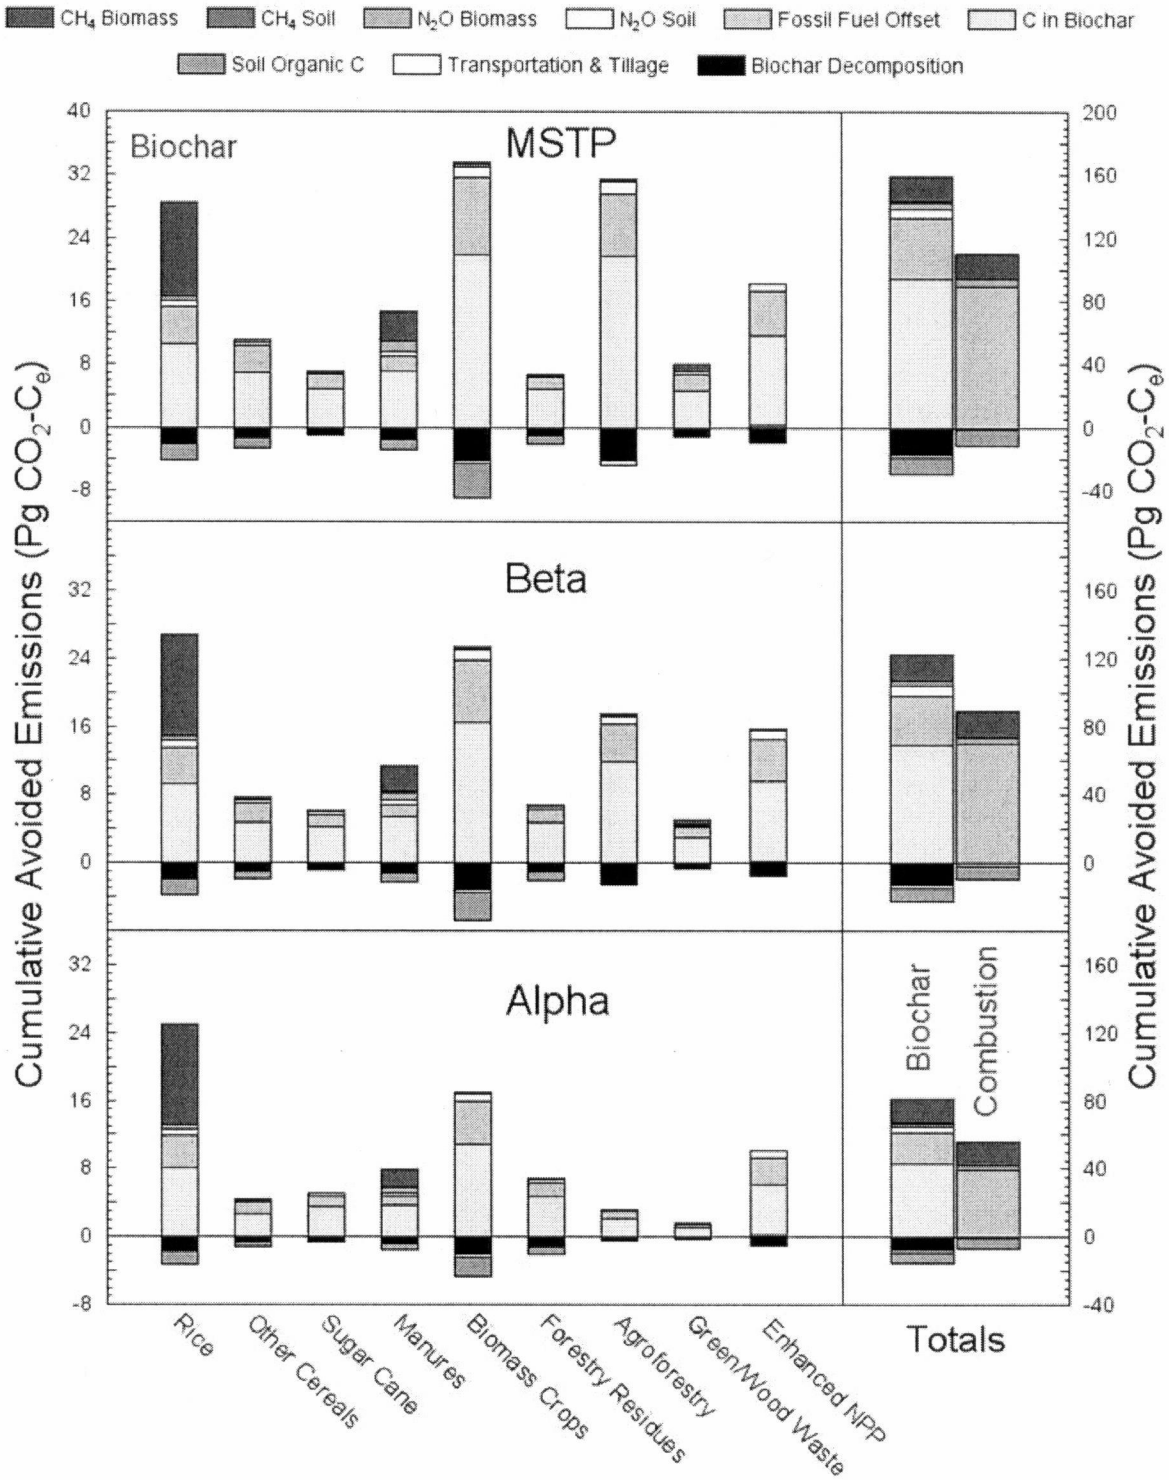 CH₄ Biomass CH₄ Soil N₂O Biomass N₂O Soil Fossil Fuel Offset C in Biochar
Soil Organic C Transportation & Tillage Biochar Decomposition
Cumulative Avoided Emissions (Pg CO₂-Cₑ)
40
32
24
16
8
0
-8
Biochar
MSTP
200
160
120
80
40
0
-40
32
24
16
8
0
Beta
160
120
80
40
0
32
24
16
8
0
-8
Alpha
Biochar
Combustion
160
120
80
40
0
-40
Cumulative Avoided Emissions (Pg CO₂-Cₑ)
Rice
Other Cereals
Sugar Cane
Manures
Biomass Crops
Forestry Residues
Agroforestry
Green/Wood Waste
Enhanced NPP
Totals